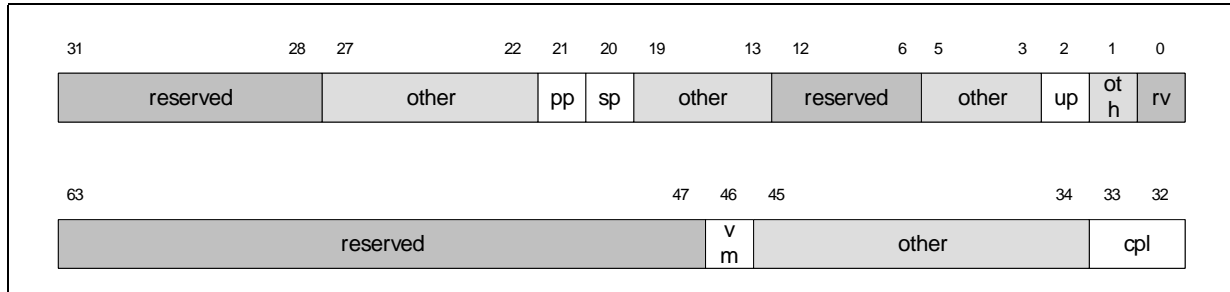 31 28 27 22 21 20 19 13 12 6 5 3 2 1 0
reserved other pp sp other reserved other up ot h rv
63 47 46 45 34 33 32
reserved v m other cpl